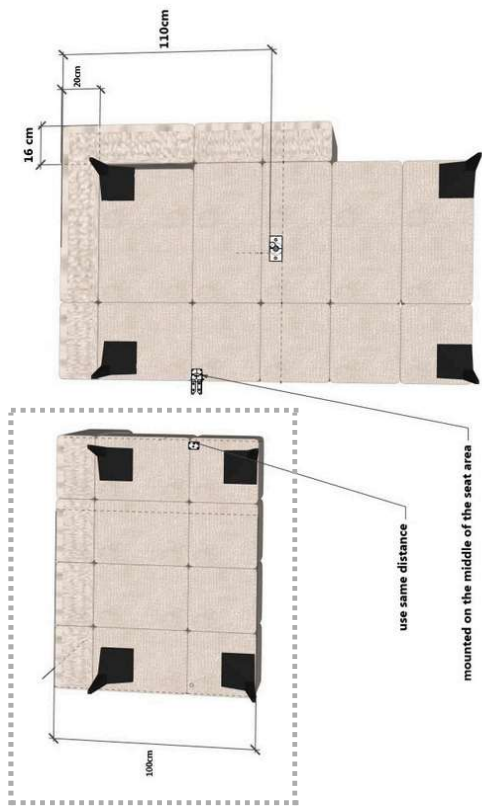 110cm
20cm
16 cm
100cm
use same distance
mounted on the middle of the seat area